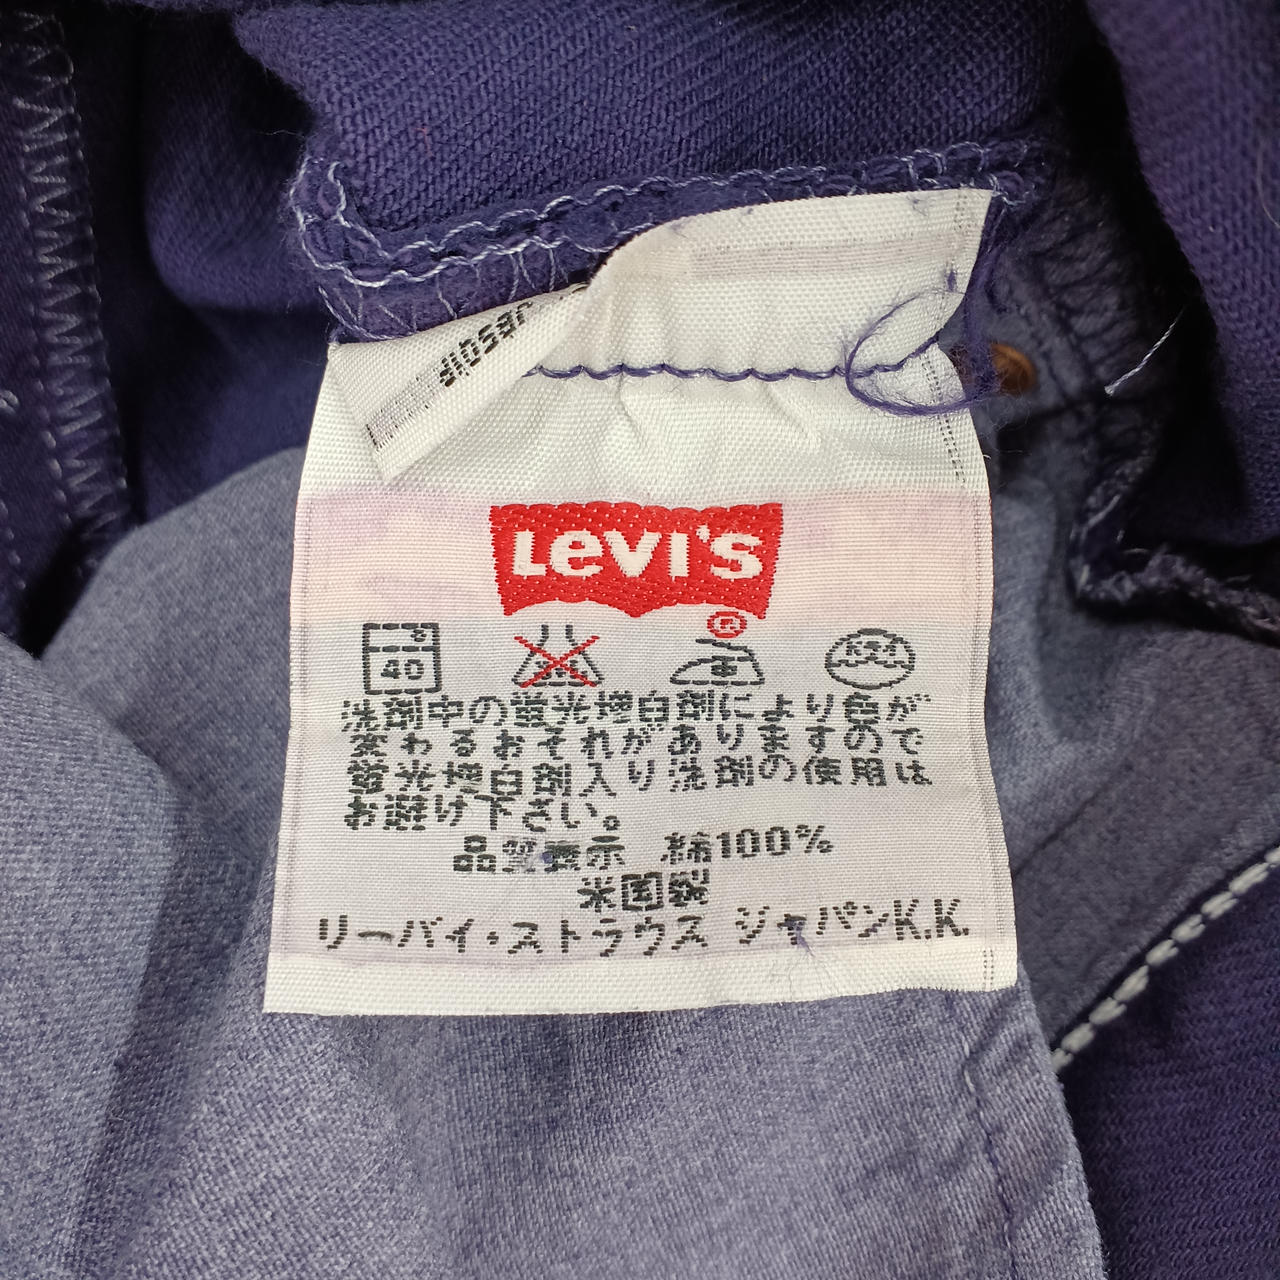 LEVI'S
®
40
洗剤中の蛍光増白剤により色が
変わるおそれがありますので
蛍光増白剤入り洗剤の使用は
お避け下さい。
品質表示 綿100%
米国製
リーバイ・ストラウス ジャパンK.K.